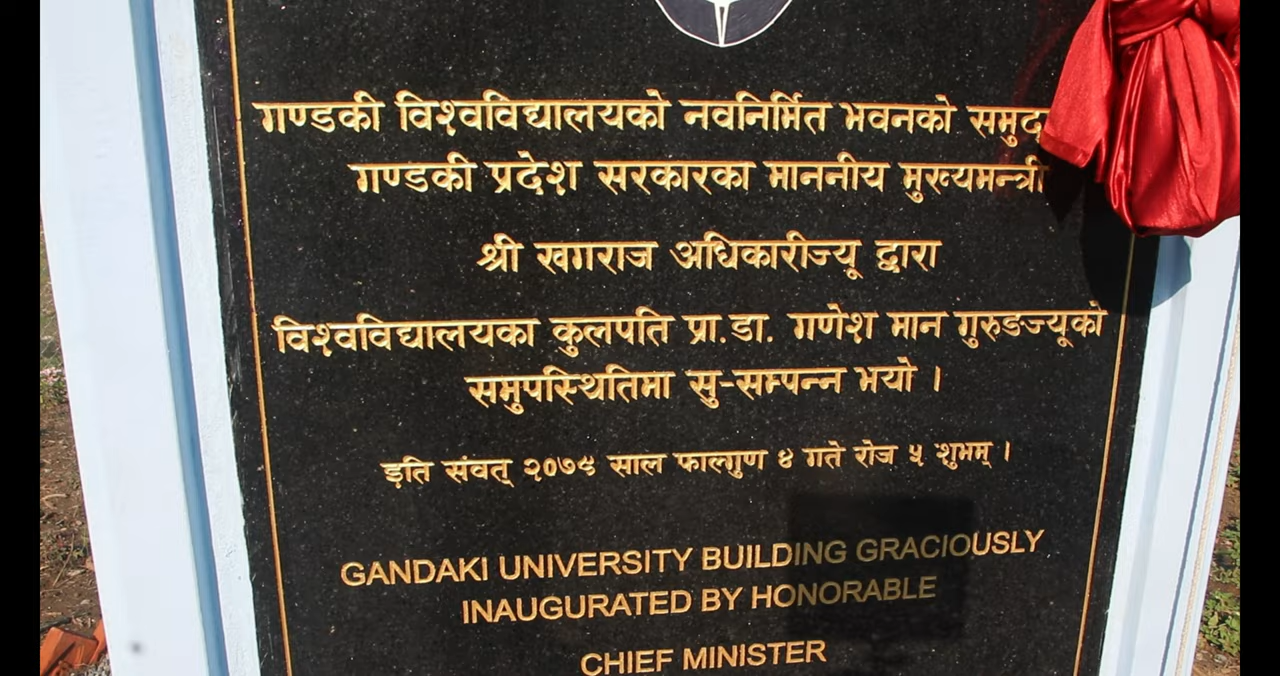 गण्डकी विश्वविद्यालयको नवनिर्मित भवनको
गण्डकी प्रदेश सरकारका माननीय मुख्यमन्त्री
श्री खगराज अधिकारीज्यू द्वारा
विश्वविद्यालयका कुलपति प्रा.डा. गणेश मान गुरुङज्यूको
समुपस्थितिमा सु-सम्पन्न भयो ।
इति संवत् २०७९ साल फाल्गुण ४ गते रोज ५ शुभम् ।
GANDAKI UNIVERSITY BUILDING GRACIOUSLY
INAUGURATED BY HONORABLE
CHIEF MINISTER